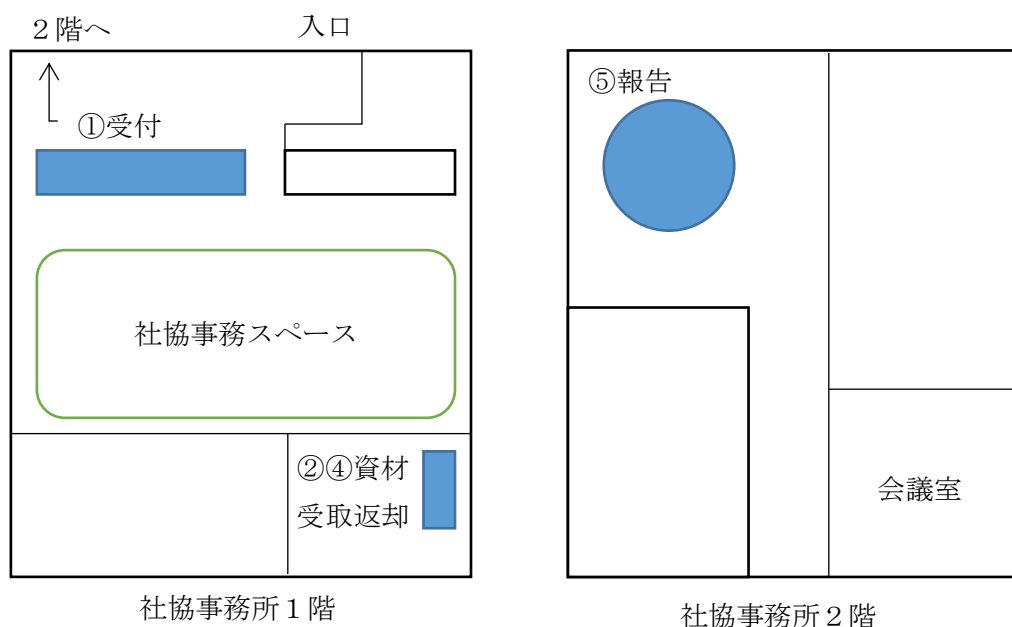 ２階へ
入口
①受付
社協事務スペース
②④資材
受取返却
社協事務所１階
⑤報告
会議室
社協事務所２階